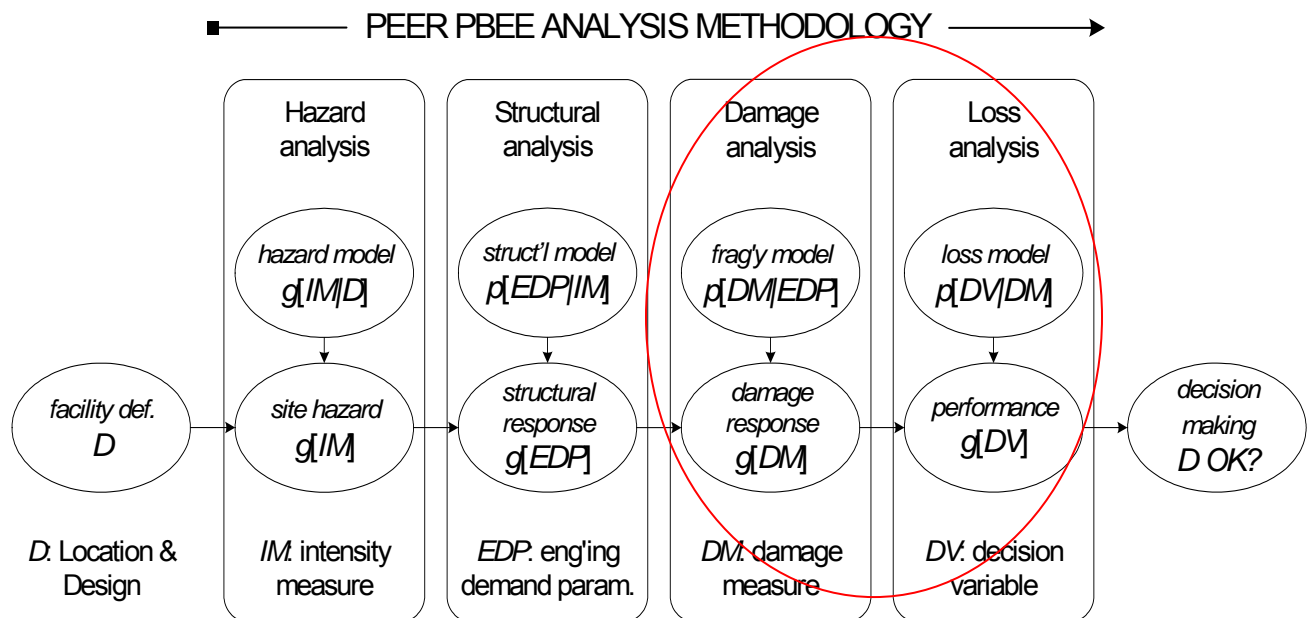 PEER PBEE ANALYSIS METHODOLOGY
Hazard
analysis
Structural
analysis
Damage
analysis
Loss
analysis
hazard model
g[IM|D]
struct'l model
p[EDP|IM]
frag'y model
p[DM|EDP]
loss model
p[DV|DM]
facility def.
D
site hazard
g[IM]
structural
response
g[EDP]
damage
response
g[DM]
performance
g[DV]
decision
making
D OK?
D: Location &
Design
IM: intensity
measure
EDP: eng'ing
demand param.
DM: damage
measure
DV: decision
variable